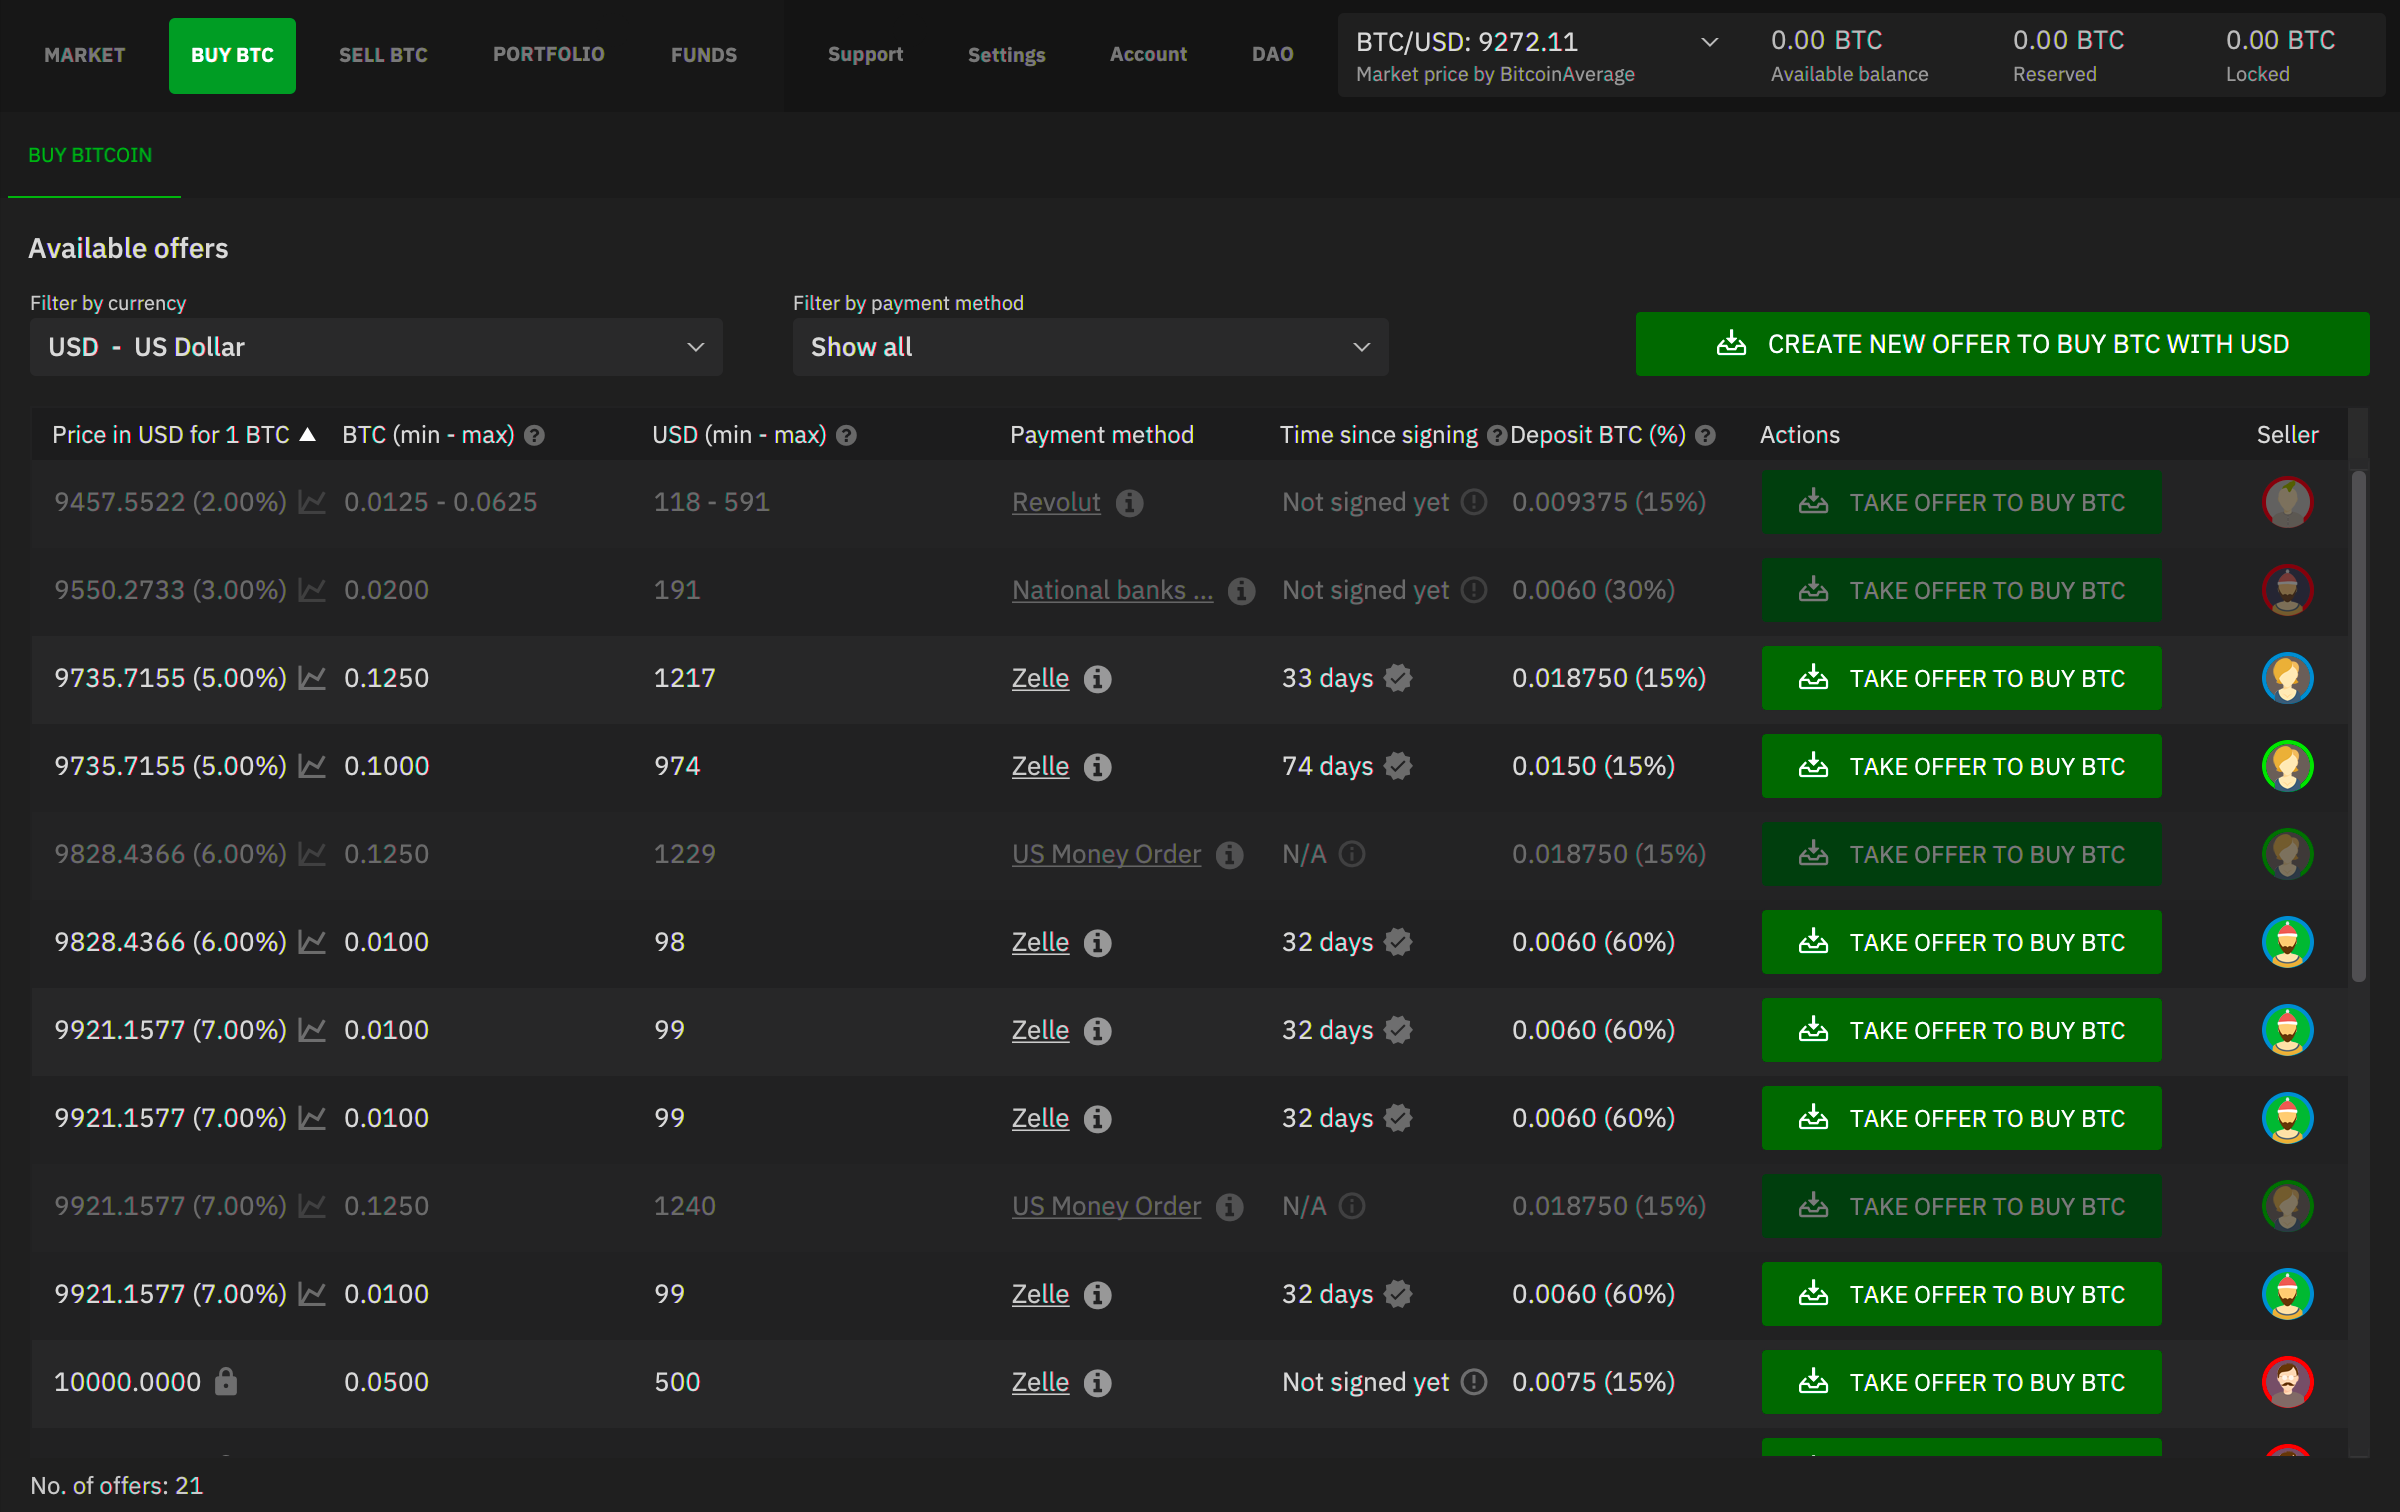 MARKET BUY BTC SELL BTC PORTFOLIO FUNDS Support Settings Account DAO BTC/USD: 9272.11 0.00 BTC 0.00 BTC 0.00 BTC
Market price by BitcoinAverage Available balance Reserved Locked
BUY BITCOIN
Available offers
Filter by currency Filter by payment method
USD - US Dollar Show all CREATE NEW OFFER TO BUY BTC WITH USD
Price in USD for 1 BTC BTC (min - max) USD (min - max) Payment method Time since signing Deposit BTC (%) Actions Seller
9457.5522 (2.00%) 0.0125 - 0.0625 118 - 591 Revolut Not signed yet 0.009375 (15%) TAKE OFFER TO BUY BTC
9550.2733 (3.00%) 0.0200 191 National banks ... Not signed yet 0.0060 (30%) TAKE OFFER TO BUY BTC
9735.7155 (5.00%) 0.1250 1217 Zelle 33 days 0.018750 (15%) TAKE OFFER TO BUY BTC
9735.7155 (5.00%) 0.1000 974 Zelle 74 days 0.0150 (15%) TAKE OFFER TO BUY BTC
9828.4366 (6.00%) 0.1250 1229 US Money Order N/A 0.018750 (15%) TAKE OFFER TO BUY BTC
9828.4366 (6.00%) 0.0100 98 Zelle 32 days 0.0060 (60%) TAKE OFFER TO BUY BTC
9921.1577 (7.00%) 0.0100 99 Zelle 32 days 0.0060 (60%) TAKE OFFER TO BUY BTC
9921.1577 (7.00%) 0.0100 99 Zelle 32 days 0.0060 (60%) TAKE OFFER TO BUY BTC
9921.1577 (7.00%) 0.1250 1240 US Money Order N/A 0.018750 (15%) TAKE OFFER TO BUY BTC
9921.1577 (7.00%) 0.0100 99 Zelle 32 days 0.0060 (60%) TAKE OFFER TO BUY BTC
10000.0000 0.0500 500 Zelle Not signed yet 0.0075 (15%) TAKE OFFER TO BUY BTC
No. of offers: 21